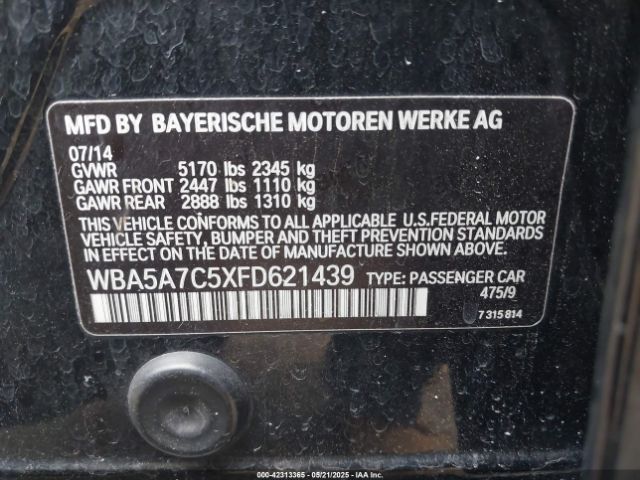 MFD BY BAYERISCHE MOTOREN WERKE AG
07/14
GVWR 5170 lbs 2345 kg
GAWR FRONT 2447 lbs 1110 kg
GAWR REAR 2888 lbs 1310 kg
THIS VEHICLE CONFORMS TO ALL APPLICABLE U.S.FEDERAL MOTOR
VEHICLE SAFETY, BUMPER AND THEFT PREVENTION STANDARDS
IN EFFECT ON THE DATE OF MANUFACTURE SHOWN ABOVE.
WBA5A7C5XFD621439 TYPE: PASSENGER CAR
475/9
7 315 814
000-42313365 - 05/21/2025 - IAA INC.